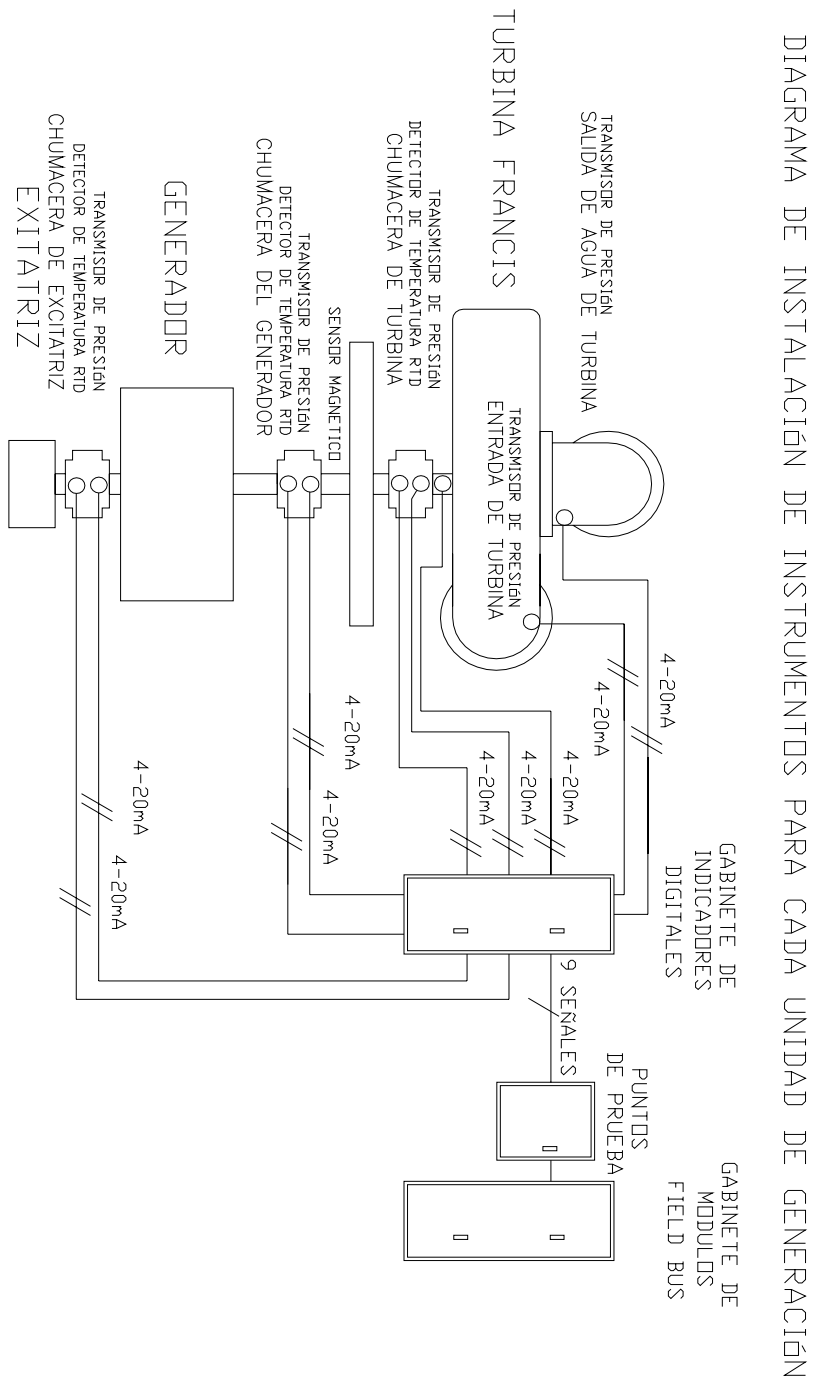 DIAGRAMA DE INSTALACIóN DE INSTRUMENTOS PARA CADA UNIDAD DE GENERACIóN
TRANSMISOR DE PRESIóN
SALIDA DE AGUA DE TURBINA
TURBINA FRANCIS
TRANSMISOR DE PRESIóN
ENTRADA DE TURBINA
TRANSMISOR DE PRESIóN
DETECTOR DE TEMPERATURA RTD
CHUMACERA DE TURBINA
SENSOR MAGNETICO
TRANSMISOR DE PRESIóN
DETECTOR DE TEMPERATURA RTD
CHUMACERA DEL GENERADOR
GENERADOR
TRANSMISOR DE PRESIóN
DETECTOR DE TEMPERATURA RTD
CHUMACERA DE EXCITATRIZ
EXITATRIZ
4-20mA
4-20mA
4-20mA
4-20mA
4-20mA
4-20mA
4-20mA
4-20mA
4-20mA
GABINETE DE
INDICADORES
DIGITALES
9 SEÑALES
PUNTOS
DE PRUEBA
GABINETE DE
MODULOS
FIELD BUS